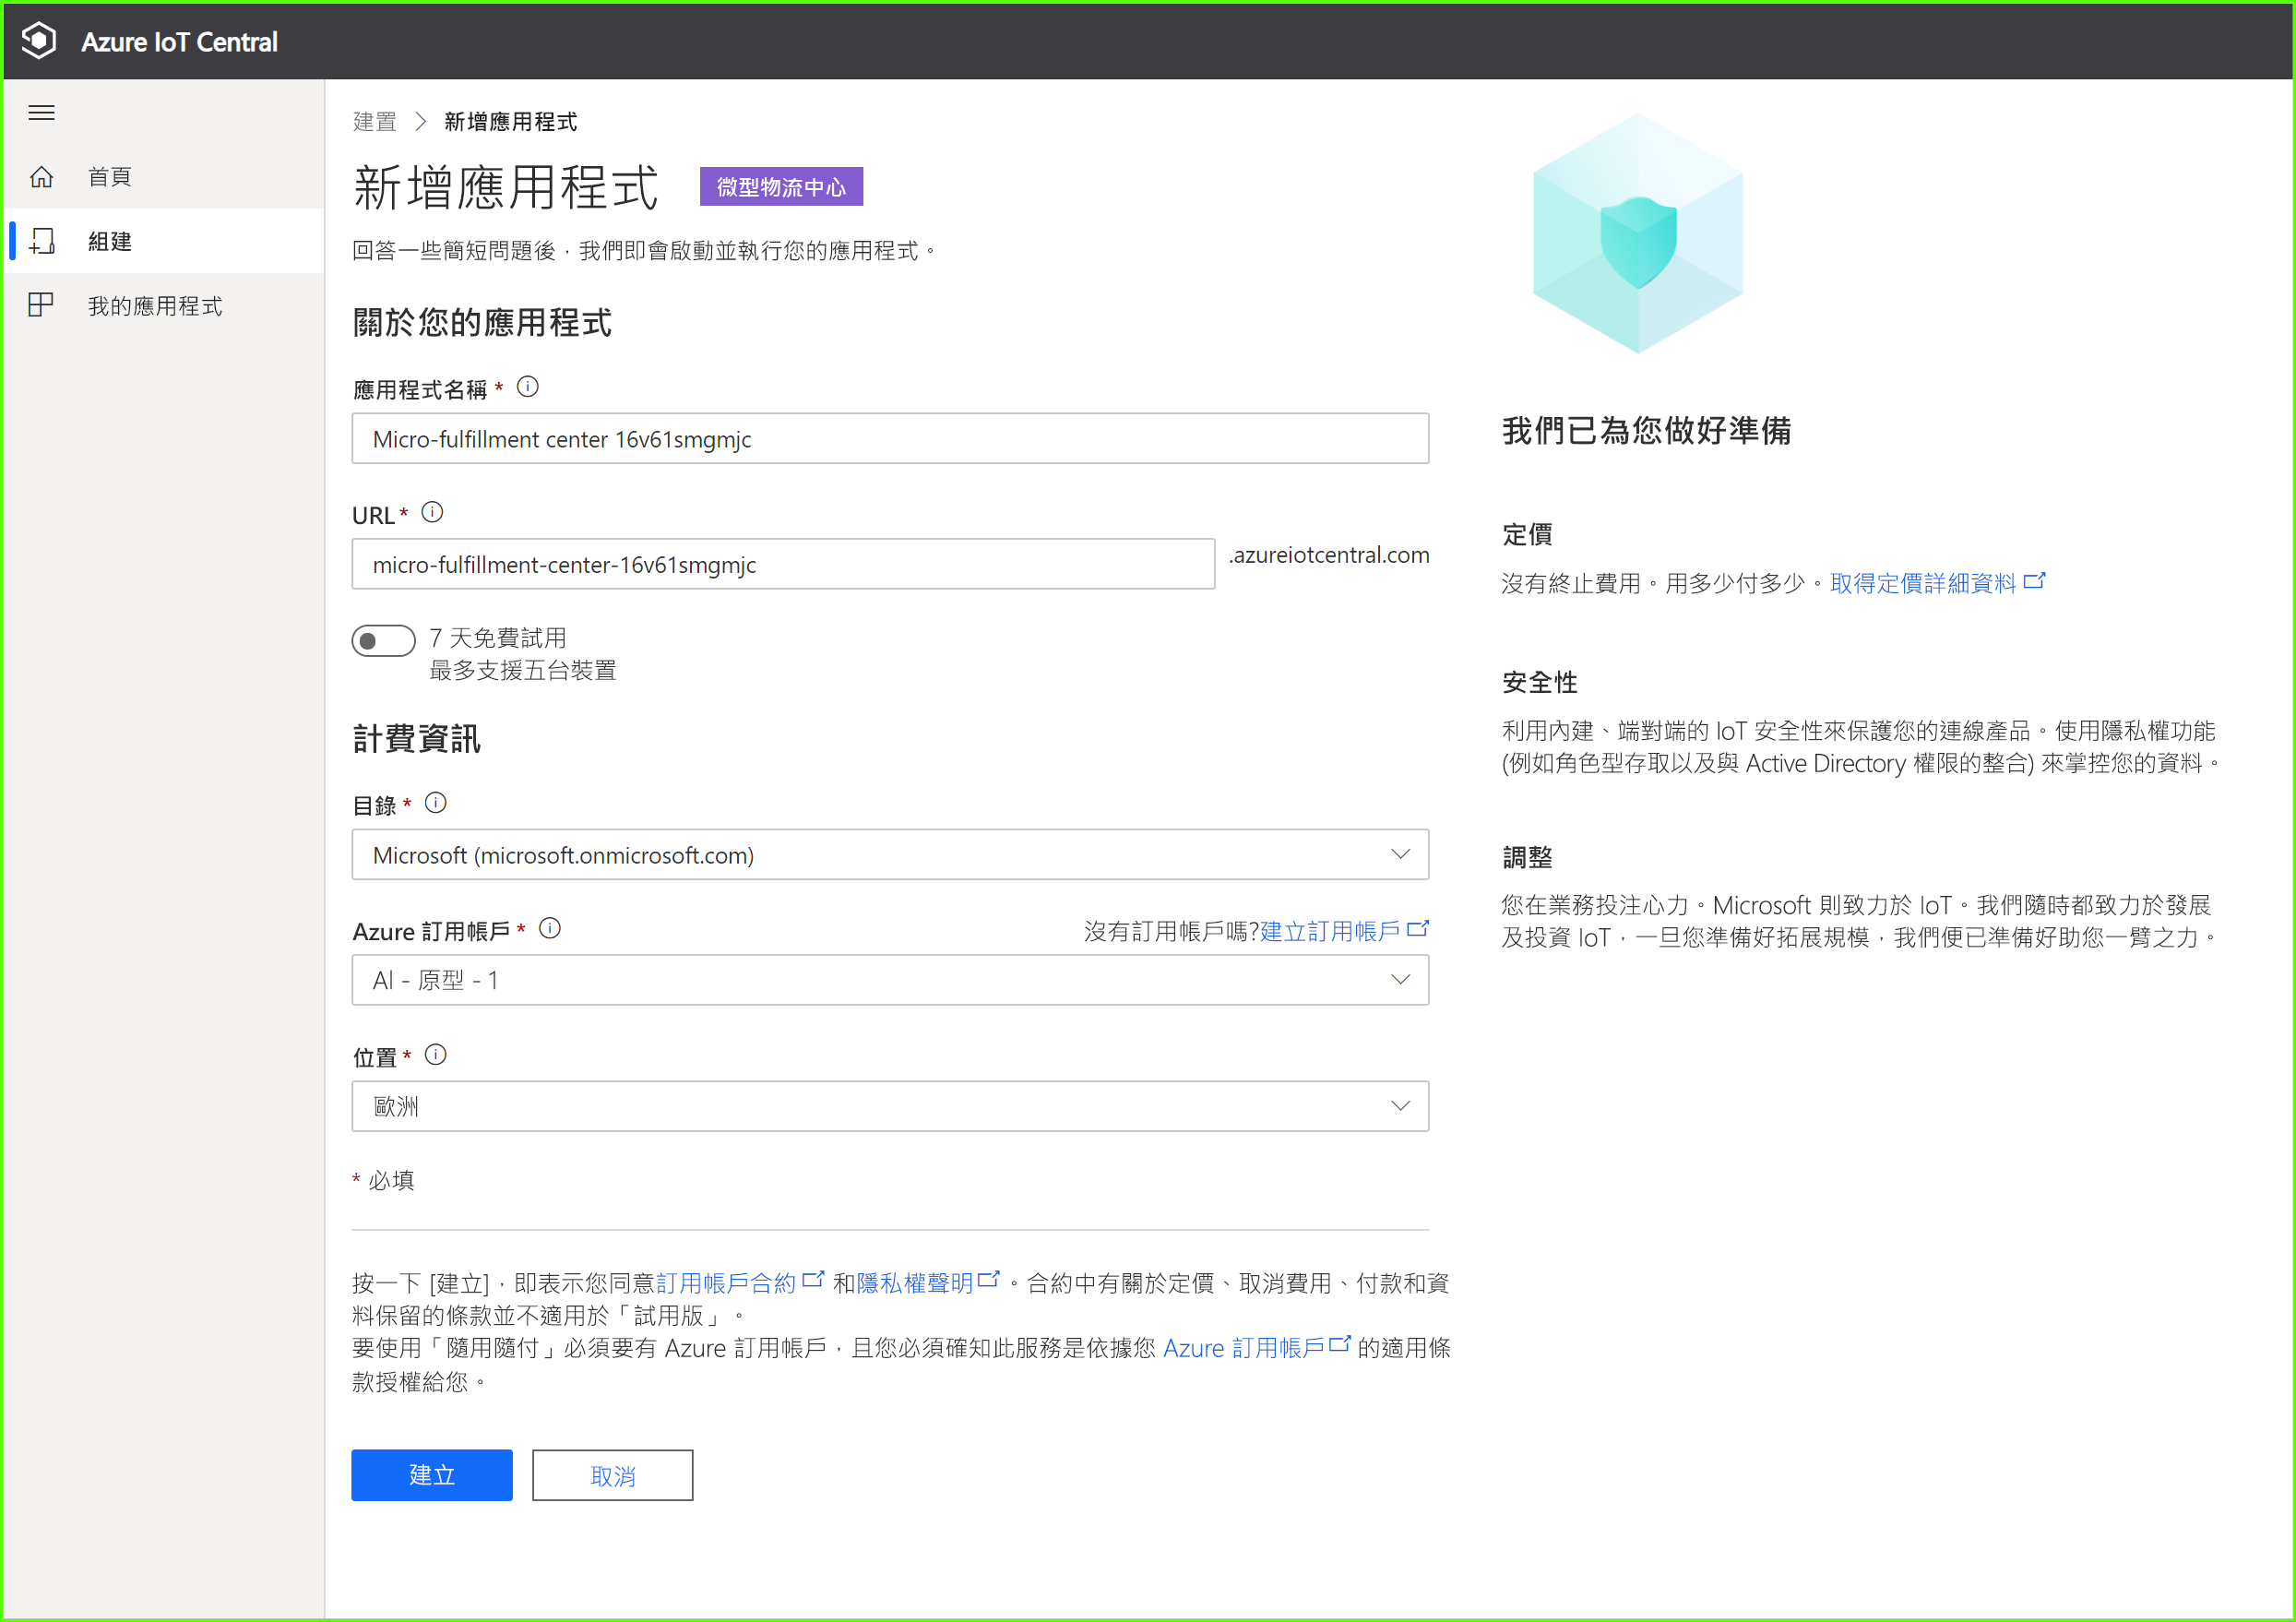 Azure IoT Central
首頁
組建
我的應用程式
建置 > 新增應用程式
新增應用程式 微型物流中心
回答一些簡短問題後，我們即會啟動並執行您的應用程式。
關於您的應用程式
應用程式名稱 *
Micro-fulfillment center 16v61smgmjc
URL *
micro-fulfillment-center-16v61smgmjc .azureiotcentral.com
7 天免費試用
最多支援五台裝置
計費資訊
目錄 *
Microsoft (microsoft.onmicrosoft.com)
Azure 訂用帳戶 * 沒有訂用帳戶嗎?建立訂用帳戶
AI - 原型 - 1
位置 *
歐洲
* 必填
按一下 [建立]，即表示您同意訂用帳戶合約 和隱私權聲明 。合約中有關於定價、取消費用、付款和資
料保留的條款並不適用於「試用版」。
要使用「隨用隨付」必須要有 Azure 訂用帳戶，且您必須確知此服務是依據您 Azure 訂用帳戶 的適用條
款授權給您。
建立 取消
我們已為您做好準備
定價
沒有終止費用。用多少付多少。取得定價詳細資料
安全性
利用內建、端對端的 IoT 安全性來保護您的連線產品。使用隱私權功能
(例如角色型存取以及與 Active Directory 權限的整合) 來掌控您的資料。
調整
您在業務投注心力。Microsoft 則致力於 IoT。我們隨時都致力於發展
及投資 IoT，一旦您準備好拓展規模，我們便已準備好助您一臂之力。